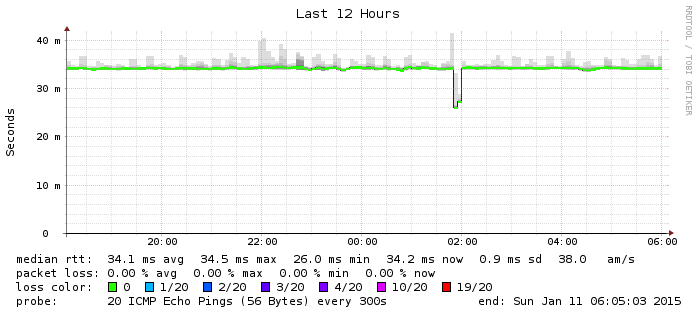 Last 12 Hours
RRDTOOL / TOBI OETIKER
Seconds
40 m
30 m
20 m
10 m
0
20:00 22:00 00:00 02:00 04:00 06:00
median rtt: 34.1 ms avg 34.5 ms max 26.0 ms min 34.2 ms now 0.9 ms sd 38.0 am/s
packet loss: 0.00 % avg 0.00 % max 0.00 % min 0.00 % now
loss color: 0 1/20 2/20 3/20 4/20 10/20 19/20
probe: 20 ICMP Echo Pings (56 Bytes) every 300s end: Sun Jan 11 06:05:03 2015